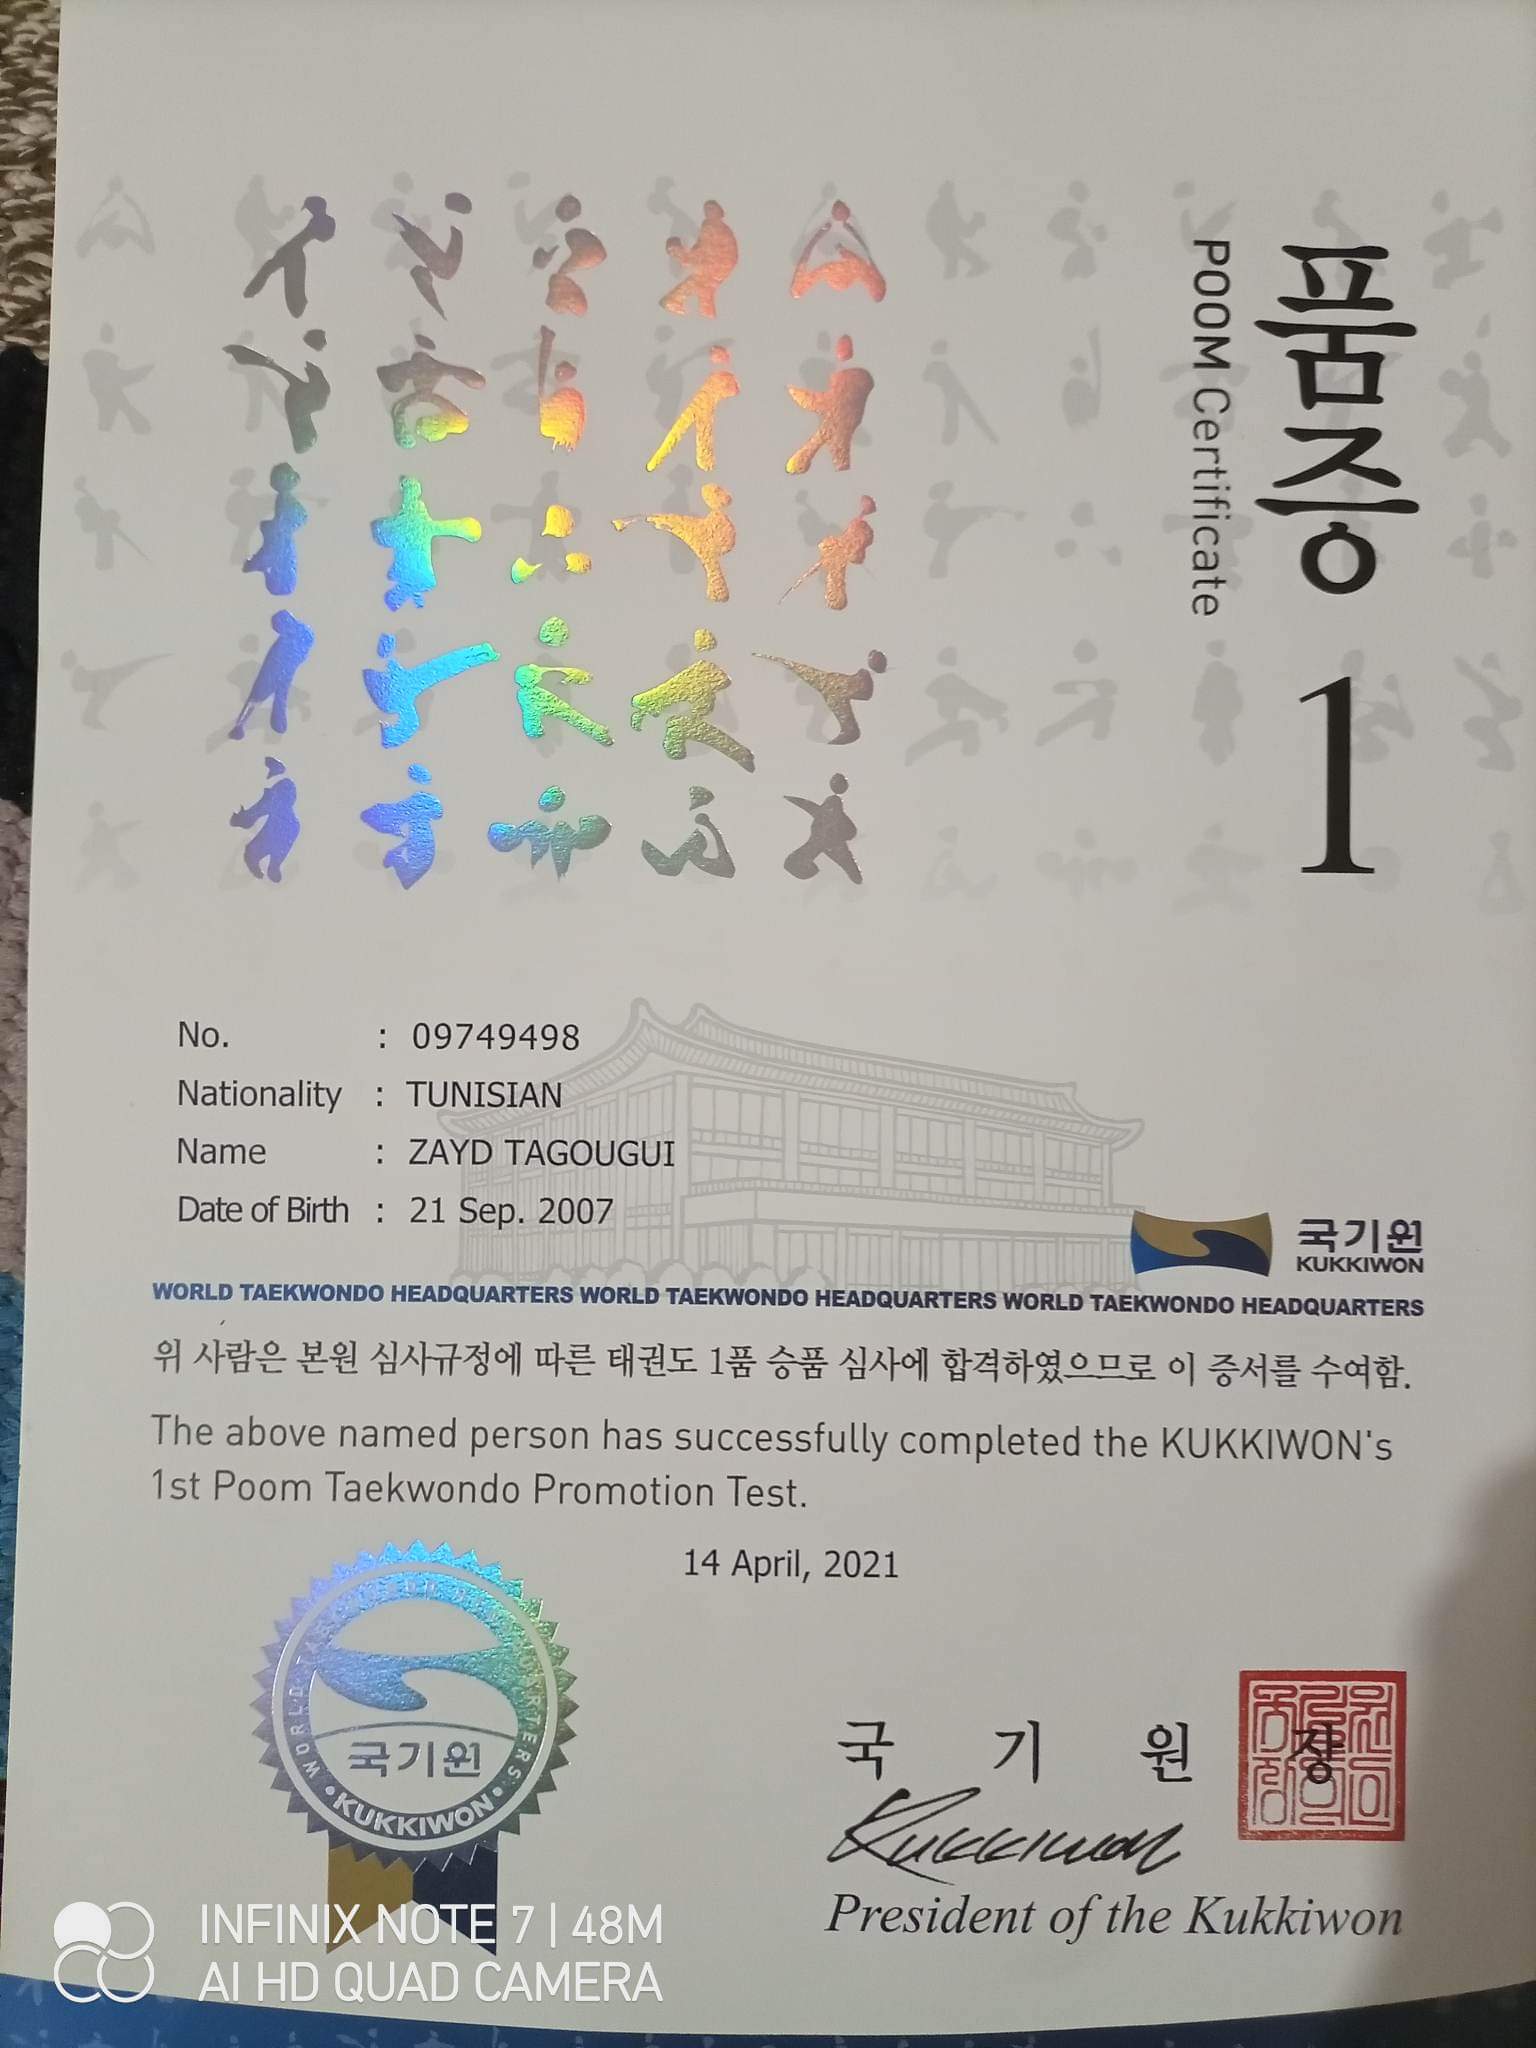 품증 1
POOM Certificate
No. : 09749498
Nationality : TUNISIAN
Name : ZAYD TAGOUGUI
Date of Birth : 21 Sep. 2007
국기원
KUKKIWON
WORLD TAEKWONDO HEADQUARTERS WORLD TAEKWONDO HEADQUARTERS WORLD TAEKWONDO HEADQUARTERS
위 사람은 본원 심사규정에 따른 태권도 1품 승품 심사에 합격하였으므로 이 증서를 수여함.
The above named person has successfully completed the KUKKIWON's
1st Poom Taekwondo Promotion Test.
14 April, 2021
WORLD TAEKWONDO HEADQUARTERS
국기원
• KUKKIWON •
국 기 원 장
Kukkiwon
President of the Kukkiwon
INFINIX NOTE 7 | 48M
AI HD QUAD CAMERA